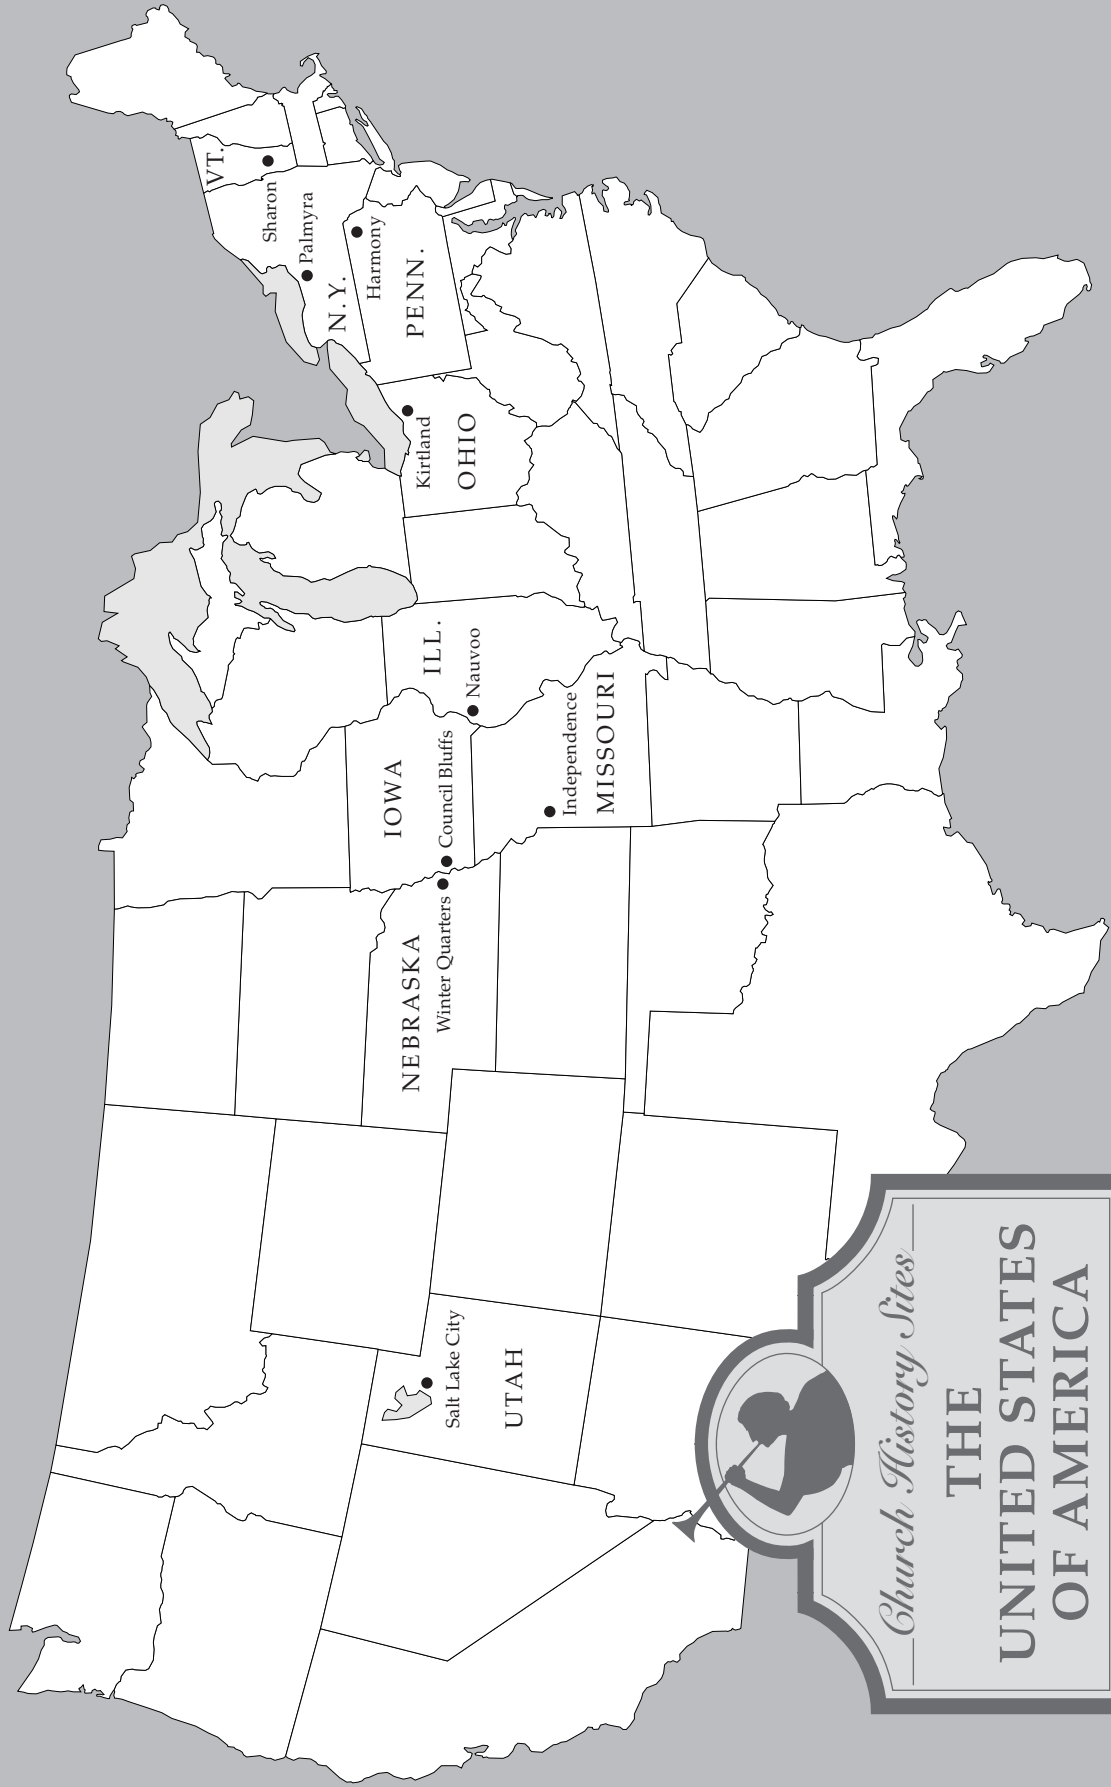 VT.
Sharon
Palmyra
N.Y.
Harmony
PENN.
Kirtland
OHIO
ILL.
Nauvoo
IOWA
Council Bluffs
Independence
MISSOURI
NEBRASKA
Winter Quarters
Salt Lake City
UTAH
Church History Sites
THE
UNITED STATES
OF AMERICA